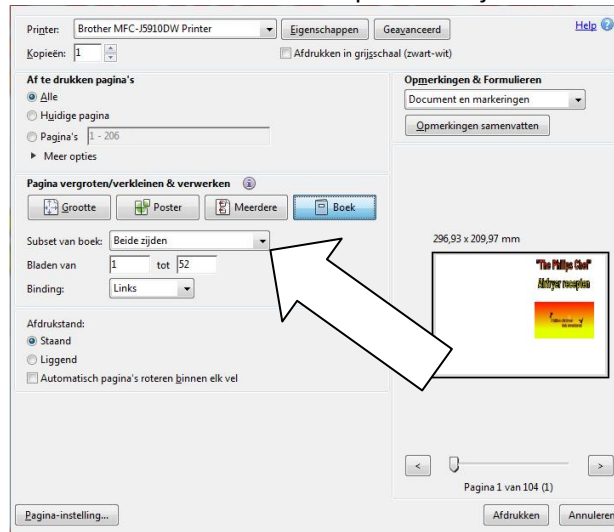 Printer: Brother MFC-J5910DW Printer Eigenschappen Geavanceerd Help
Kopieën: 1 Afdrukken in grijsschaal (zwart-wit)
Af te drukken pagina's
Alle
Huidige pagina
Pagina's 1 - 206
Meer opties
Opmerkingen & Formulieren
Document en markeringen
Opmerkingen samenvatten
Pagina vergroten/verkleinen & verwerken
Grootte Poster Meerdere Boek
Subset van boek: Beide zijden
Bladen van 1 tot 52
Binding: Links
Afdrukstand:
Staand
Liggend
Automatisch pagina's roteren binnen elk vel
296,93 x 209,97 mm
"The Philips Chef"
Airfryer recepten
< >
Pagina 1 van 104 (1)
Pagina-instelling... Afdrukken Annuleren